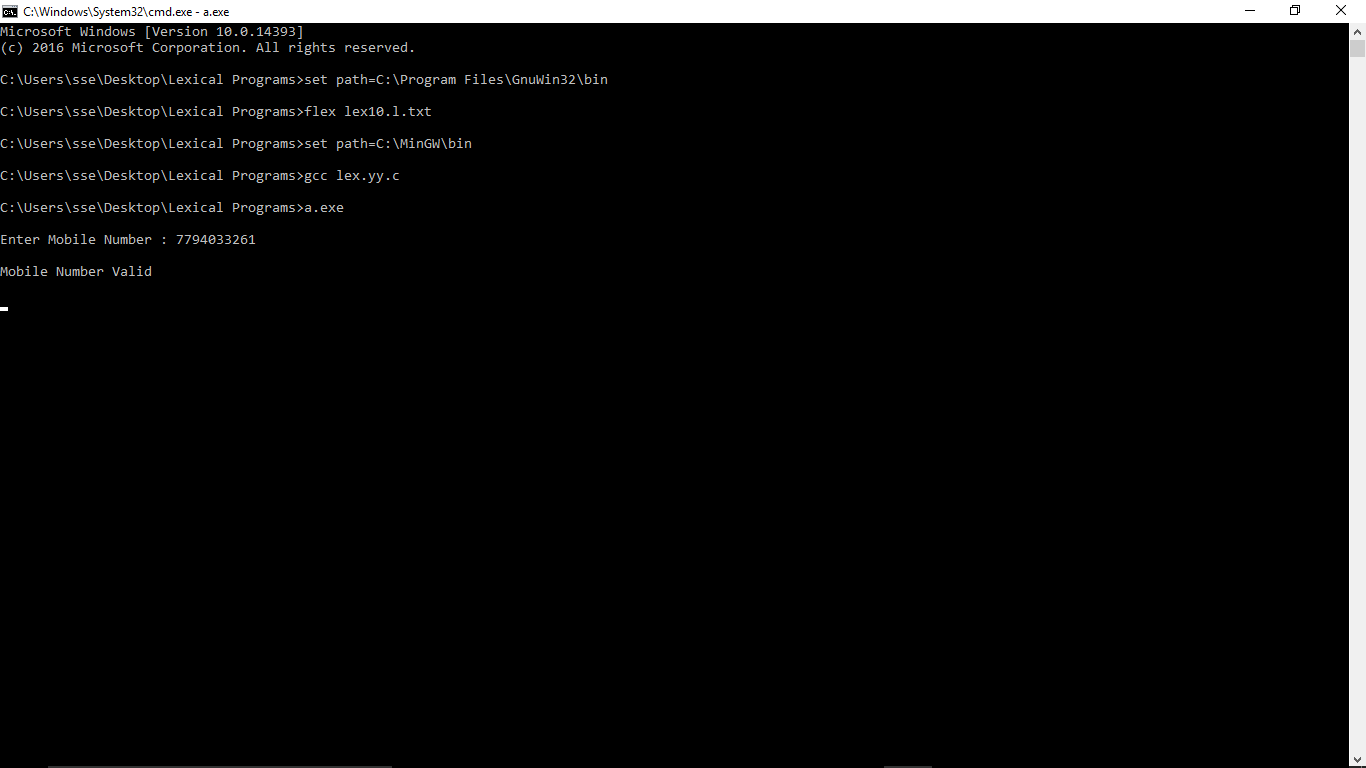 C:\Windows\System32\cmd.exe - a.exe
Microsoft Windows [Version 10.0.14393]
(c) 2016 Microsoft Corporation. All rights reserved.
C:\Users\sse\Desktop\Lexical Programs>set path=C:\Program Files\GnuWin32\bin
C:\Users\sse\Desktop\Lexical Programs>flex lex10.l.txt
C:\Users\sse\Desktop\Lexical Programs>set path=C:\MinGW\bin
C:\Users\sse\Desktop\Lexical Programs>gcc lex.yy.c
C:\Users\sse\Desktop\Lexical Programs>a.exe
Enter Mobile Number : 7794033261
Mobile Number Valid